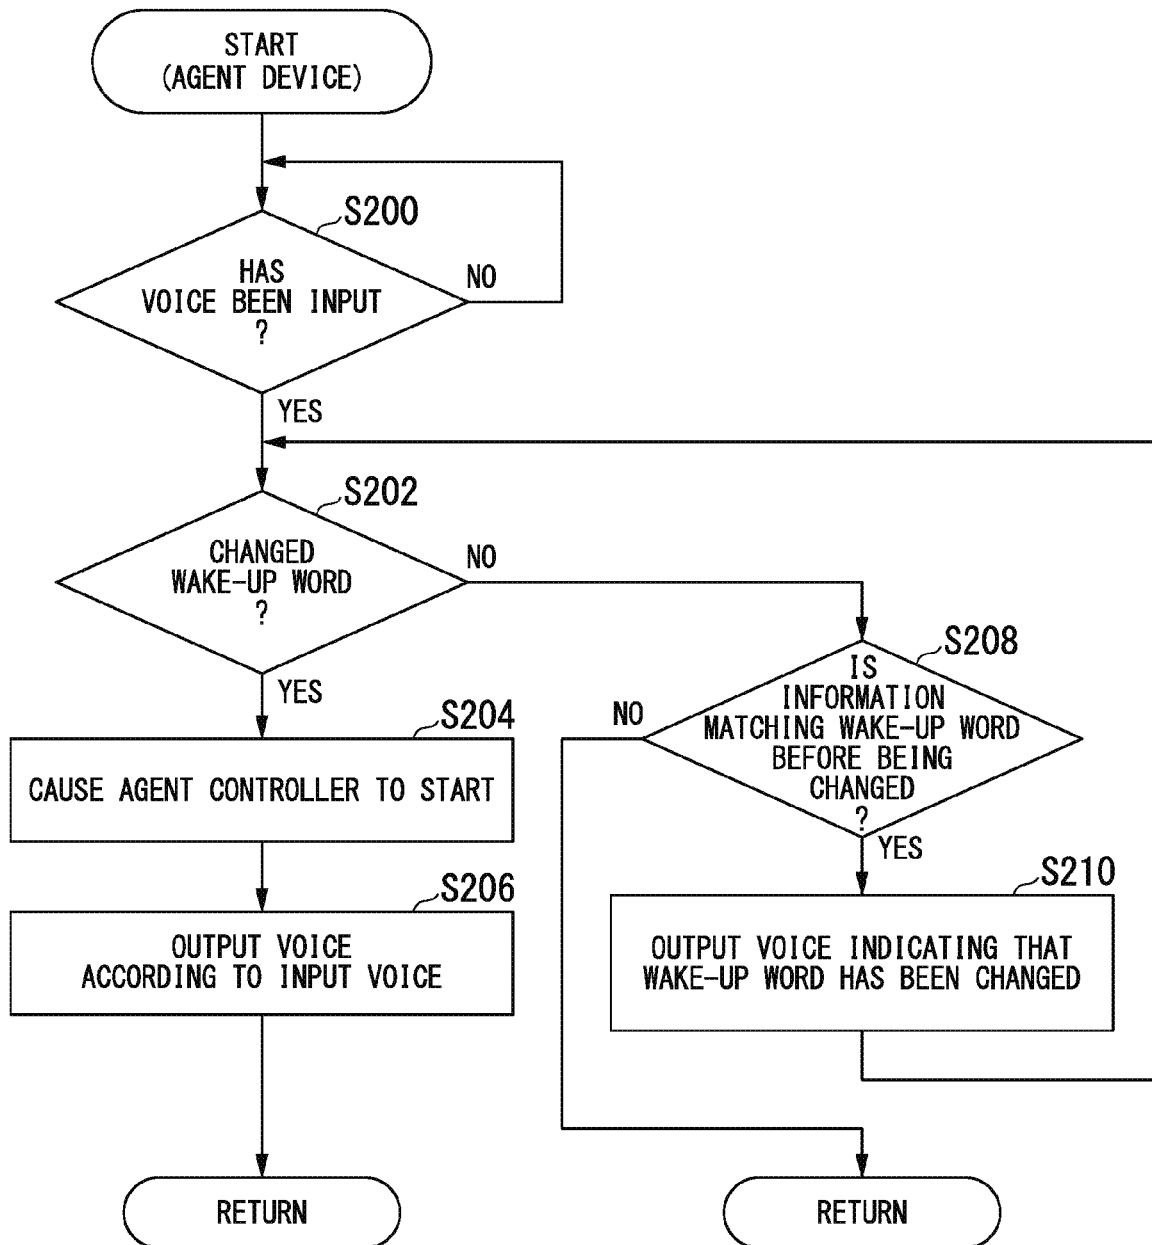 START
(AGENT DEVICE)
S200
HAS
VOICE BEEN INPUT
?
NO
YES
S202
CHANGED
WAKE-UP WORD
?
NO
YES
S204
CAUSE AGENT CONTROLLER TO START
S206
OUTPUT VOICE
ACCORDING TO INPUT VOICE
RETURN
S208
IS
INFORMATION
MATCHING WAKE-UP WORD
BEFORE BEING
CHANGED
?
NO
YES
S210
OUTPUT VOICE INDICATING THAT
WAKE-UP WORD HAS BEEN CHANGED
RETURN